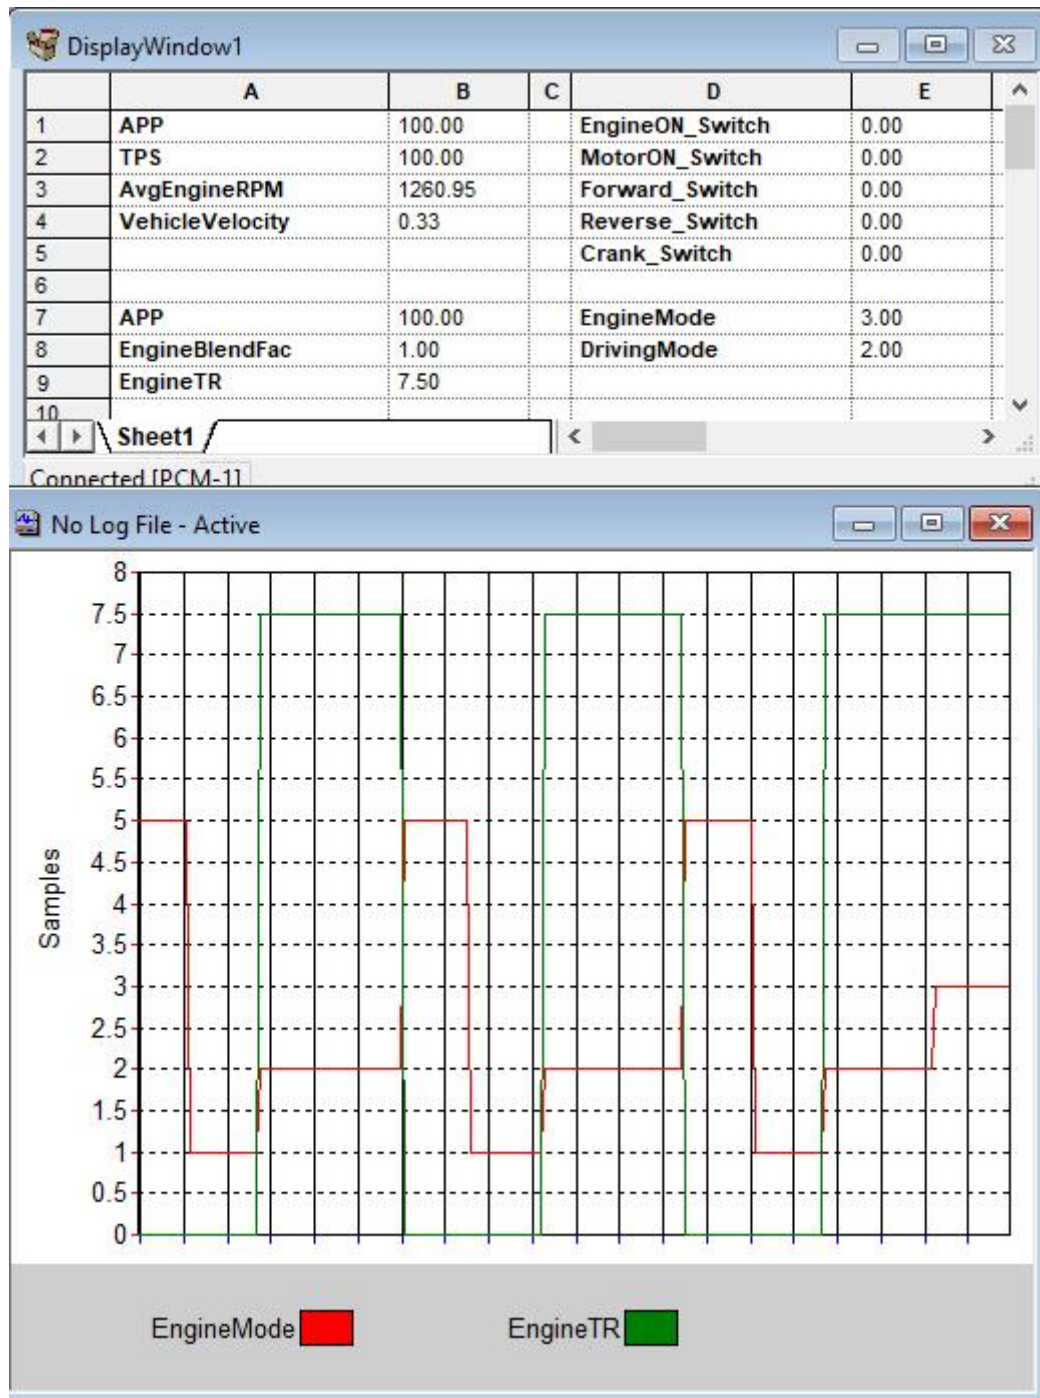 DisplayWindow1
A B C D E
1 APP 100.00 EngineON_Switch 0.00
2 TPS 100.00 MotorON_Switch 0.00
3 AvgEngineRPM 1260.95 Forward_Switch 0.00
4 VehicleVelocity 0.33 Reverse_Switch 0.00
5 Crank_Switch 0.00
6
7 APP 100.00 EngineMode 3.00
8 EngineBlendFac 1.00 DrivingMode 2.00
9 EngineTR 7.50
10
Sheet1
Connected [PCM-1]
No Log File - Active
8
7.5
7
6.5
6
5.5
5
4.5
4
3.5
3
2.5
2
1.5
1
0.5
0
Samples
EngineMode EngineTR